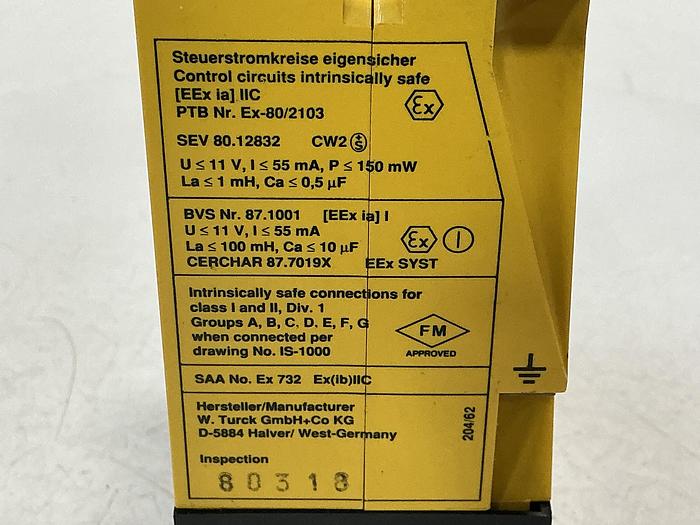 Steuerstromkreise eigensicher
Control circuits intrinsically safe
[EEx ia] IIC
PTB Nr. Ex-80/2103
Ex
SEV 80.12832 CW2 ±S
U ≤ 11 V, I ≤ 55 mA, P ≤ 150 mW
La ≤ 1 mH, Ca ≤ 0,5 µF
BVS Nr. 87.1001 [EEx ia] I
U ≤ 11 V, I ≤ 55 mA
La ≤ 100 mH, Ca ≤ 10 µF
Ex I
CERCHAR 87.7019X EEx SYST
Intrinsically safe connections for
class I and II, Div. 1
Groups A, B, C, D, E, F, G
when connected per
drawing No. IS-1000
FM
APPROVED
SAA No. Ex 732 Ex(ib)IIC
Hersteller/Manufacturer
W. Turck GmbH+Co KG
D-5884 Halver/ West-Germany
204/62
Inspection
80318